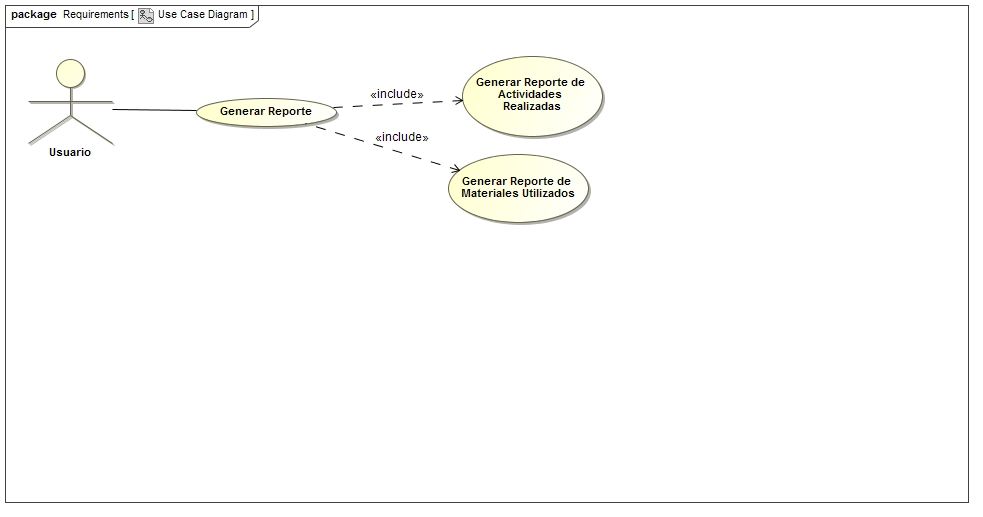 package Requirements [ Use Case Diagram ]
Usuario
Generar Reporte
«include»
«include»
Generar Reporte de
Actividades
Realizadas
Generar Reporte de
Materiales Utilizados